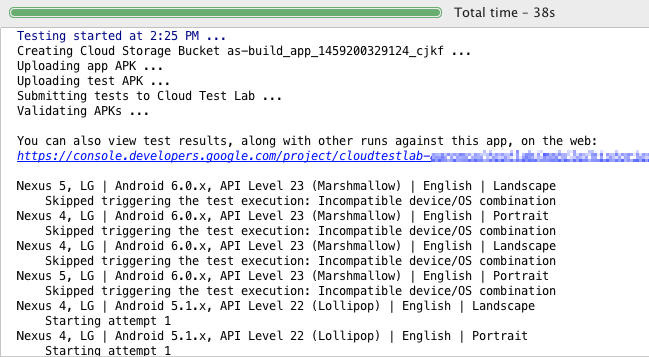 Total time – 38s
Testing started at 2:25 PM ...
Creating Cloud Storage Bucket as-build_app_1459200329124_cjkf ...
Uploading app APK ...
Uploading test APK ...
Submitting tests to Cloud Test Lab ...
Validating APKs ...
You can also view test results, along with other runs against this app, on the web:
https://console.developers.google.com/project/cloudtestlab-
Nexus 5, LG | Android 6.0.x, API Level 23 (Marshmallow) | English | Landscape
Skipped triggering the test execution: Incompatible device/OS combination
Nexus 4, LG | Android 6.0.x, API Level 23 (Marshmallow) | English | Portrait
Skipped triggering the test execution: Incompatible device/OS combination
Nexus 4, LG | Android 6.0.x, API Level 23 (Marshmallow) | English | Landscape
Skipped triggering the test execution: Incompatible device/OS combination
Nexus 5, LG | Android 6.0.x, API Level 23 (Marshmallow) | English | Portrait
Skipped triggering the test execution: Incompatible device/OS combination
Nexus 4, LG | Android 5.1.x, API Level 22 (Lollipop) | English | Landscape
Starting attempt 1
Nexus 4, LG | Android 5.1.x, API Level 22 (Lollipop) | English | Portrait
Starting attempt 1